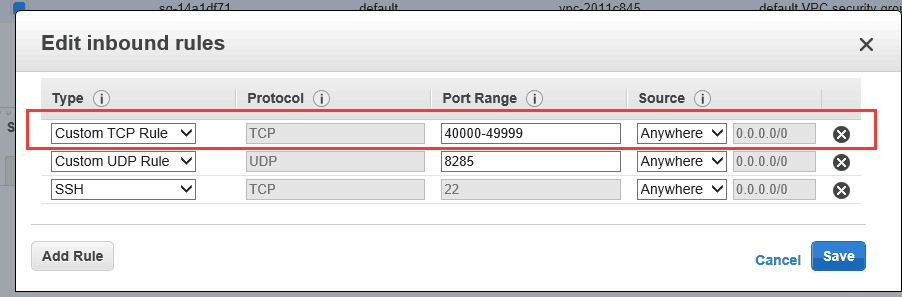 sg-14a1df71 default vpc-2011c845 default VPC security grou
Edit inbound rules
Type i Protocol i Port Range i Source i
Custom TCP Rule TCP 40000-49999 Anywhere 0.0.0.0/0
Custom UDP Rule UDP 8285 Anywhere 0.0.0.0/0
S
SSH TCP 22 Anywhere 0.0.0.0/0
Add Rule Cancel Save